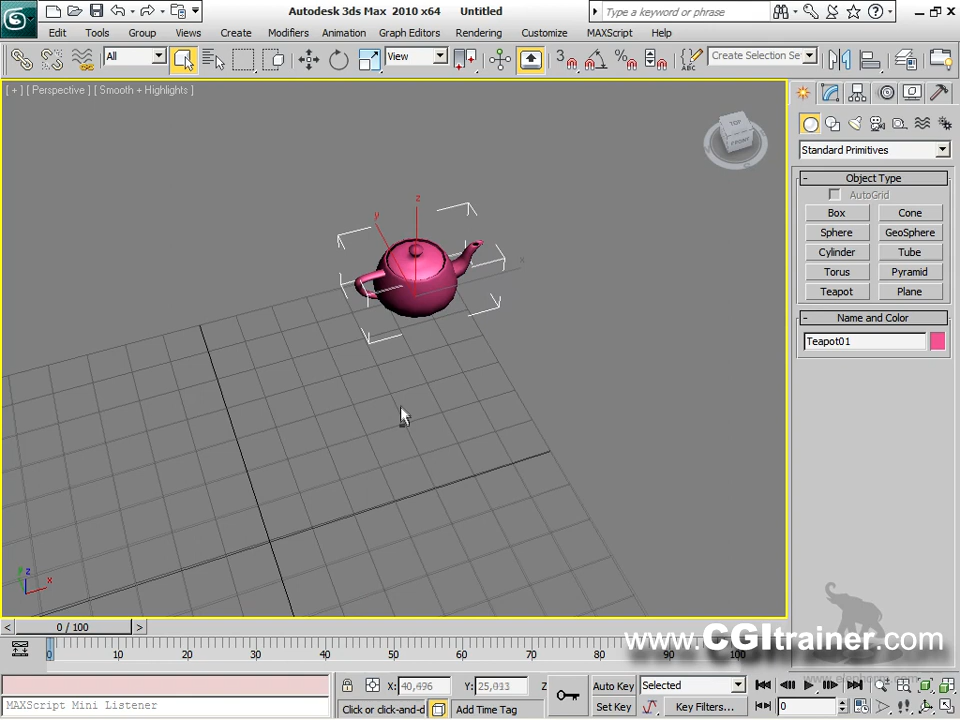 Autodesk 3ds Max 2010 x64 Untitled
Type a keyword or phrase
Edit Tools Group Views Create Modifiers Animation Graph Editors Rendering Customize MAXScript Help
All View 3 Create Selection Se
[ + ] [ Perspective ] [ Smooth + Highlights ]
TOP
FRONT
Standard Primitives
- Object Type
AutoGrid
Box Cone
Sphere GeoSphere
Cylinder Tube
Torus Pyramid
Teapot Plane
- Name and Color
Teapot01
z
y
x
z
x
< 0 / 100 >
0 10 20 30 40 50 60 70 80 90 100
www.CGItrainer.com
X: 40,496 Y: 25,013 Z
Auto Key Selected
MAXScript Mini Listener
Click or click-and-d Add Time Tag
Set Key Key Filters... 0